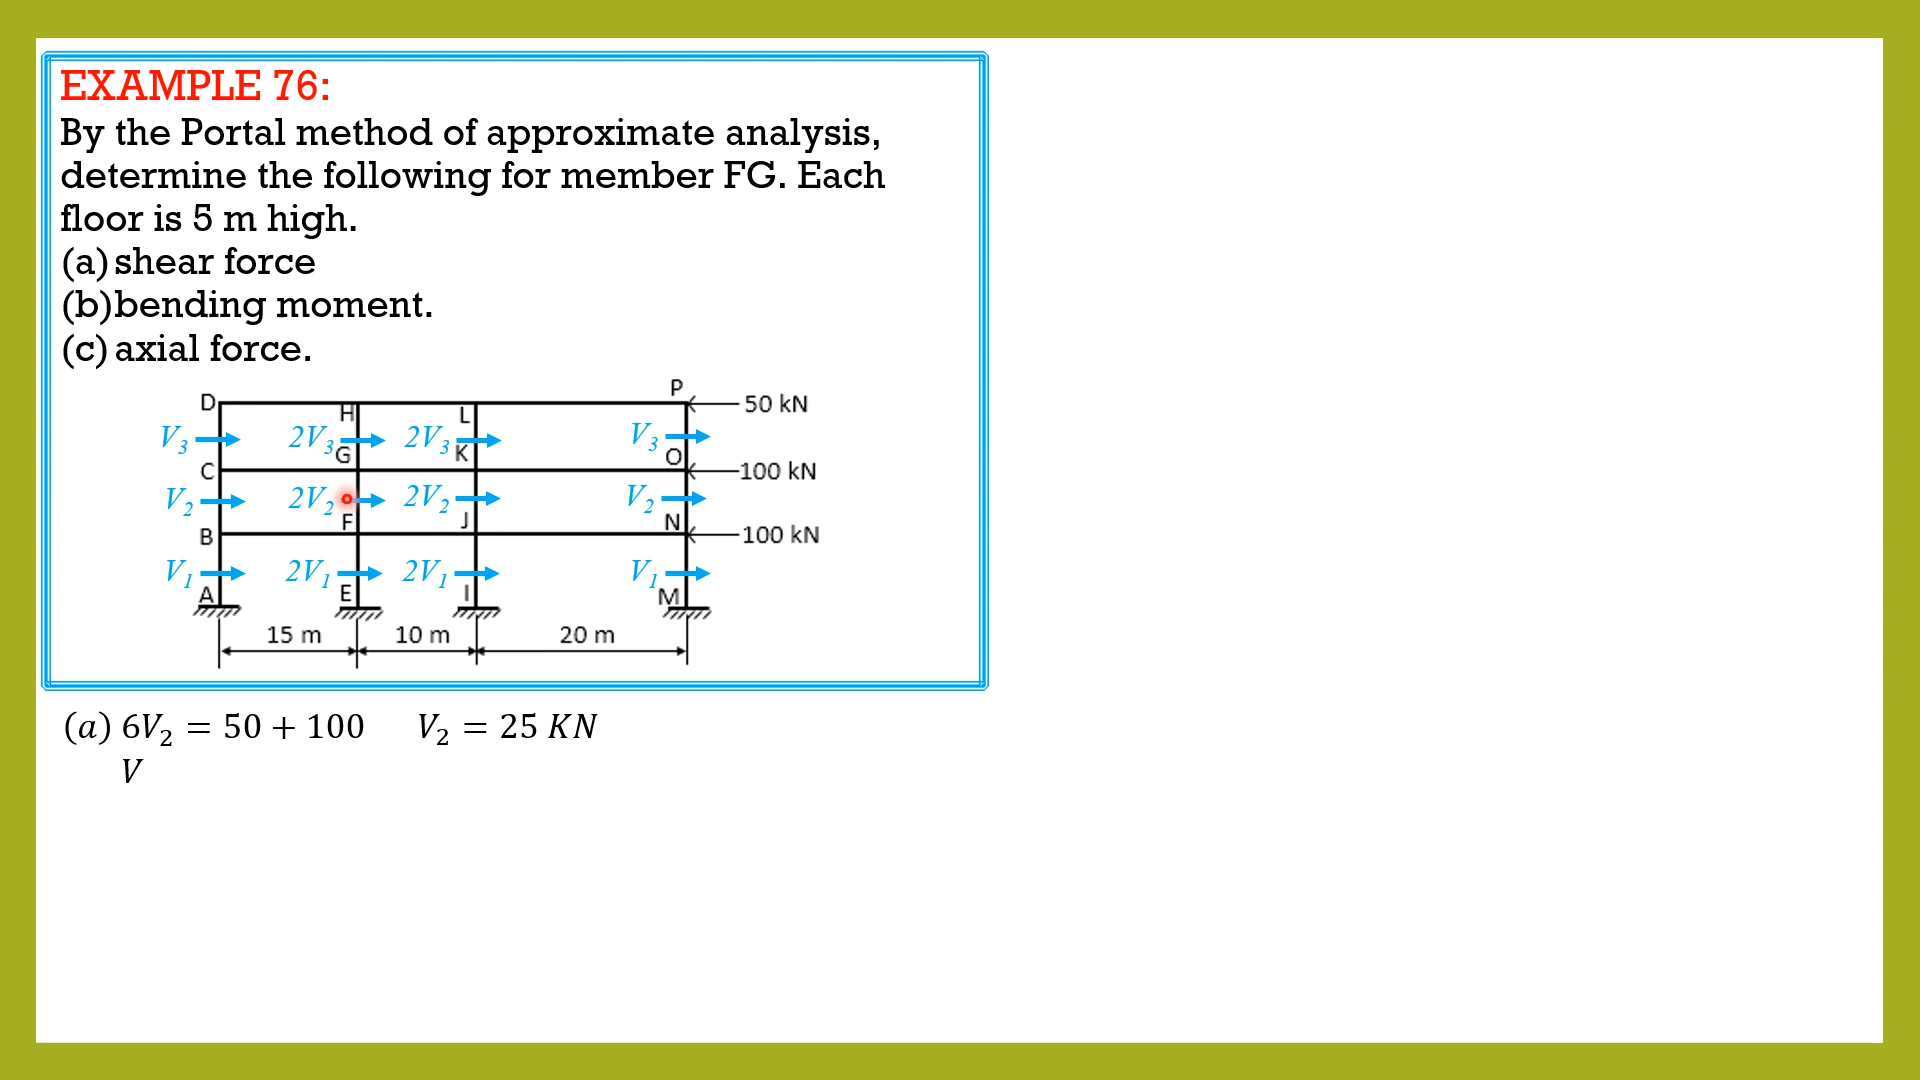 EXAMPLE 76:
By the Portal method of approximate analysis,
determine the following for member FG. Each
floor is 5 m high.
(a) shear force
(b) bending moment.
(c) axial force.
P
D H L 50 kN
V₃ 2V₃ 2V₃ V₃
G K O
C 100 kN
V₂ 2V₂ 2V₂ V₂
F J N
B 100 kN
V₁ 2V₁ 2V₁ V₁
A E I M
15 m 10 m 20 m
(a) 6V₂ = 50 + 100 V₂ = 25 KN
V